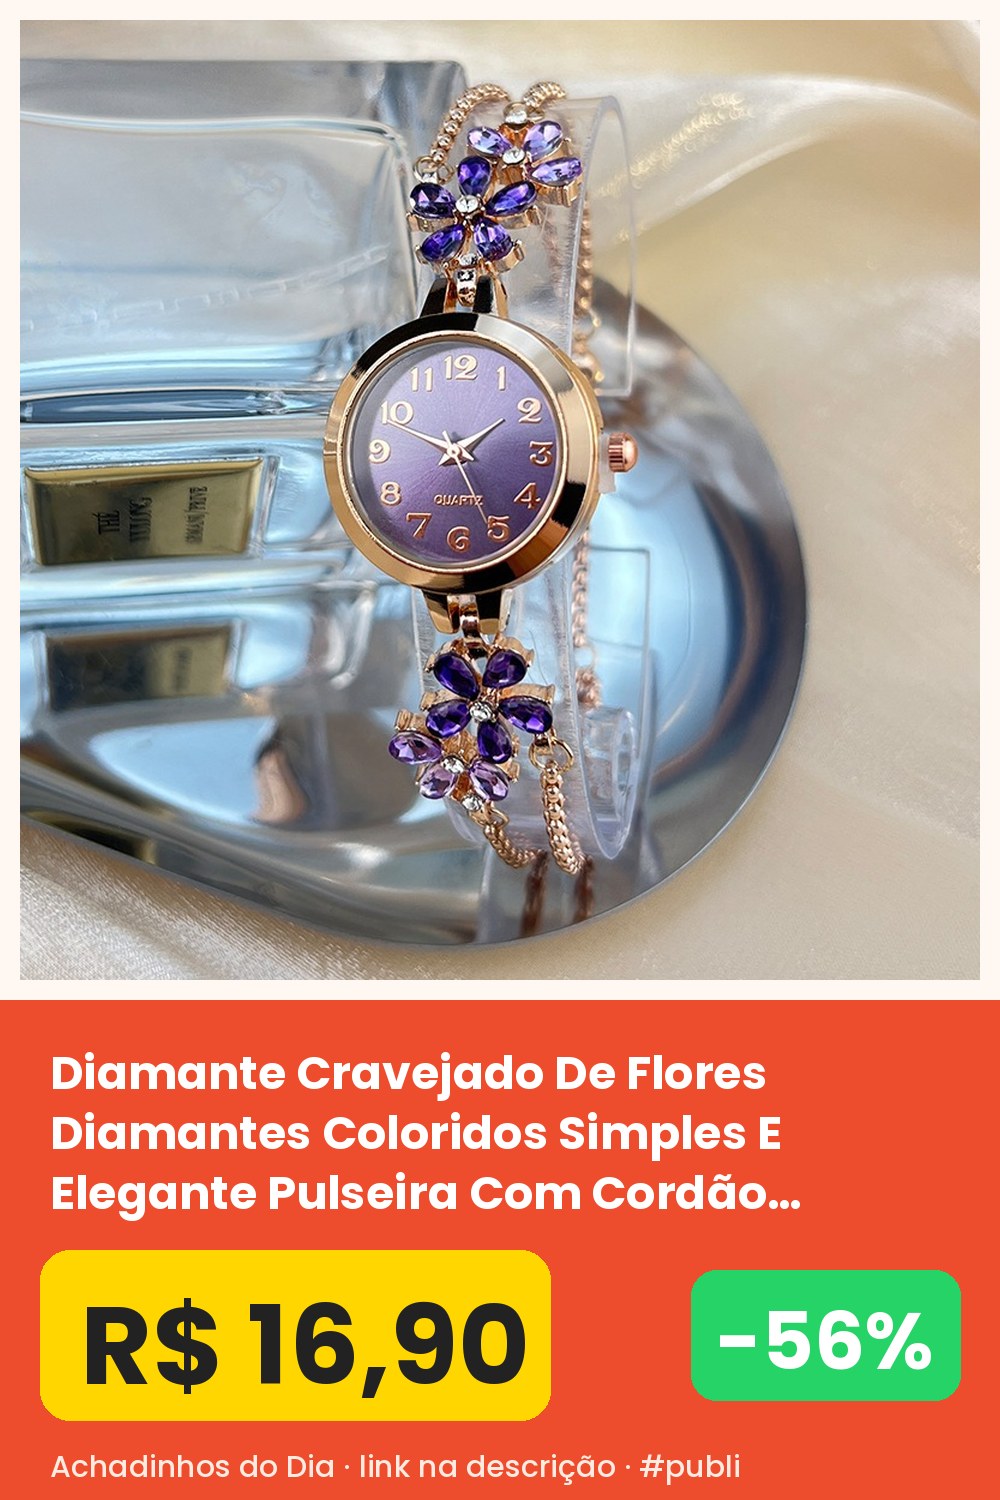 12
11
1
10
2
9
3
8
4
7
5
6
QUARTZ
Diamante Cravejado De Flores
Diamantes Coloridos Simples E
Elegante Pulseira Com Cordão...
R$ 16,90
-56%
Achadinhos do Dia · link na descrição · #publi